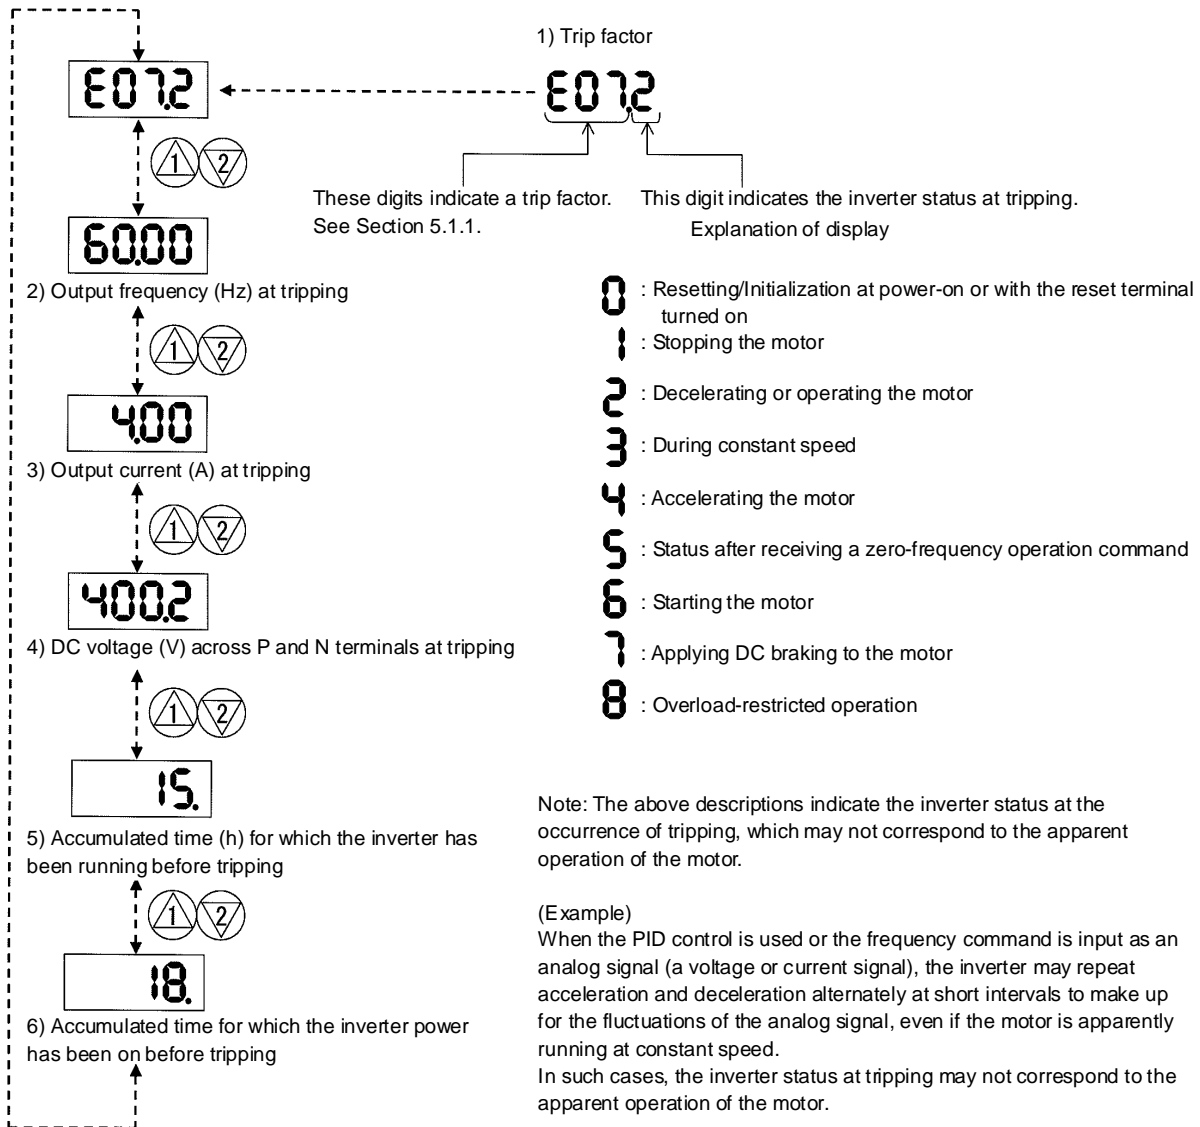 1) Trip factor
E07.2
E07.2
1 2
These digits indicate a trip factor.
See Section 5.1.1.
This digit indicates the inverter status at tripping.
Explanation of display
60.00
2) Output frequency (Hz) at tripping
1 2
4.00
3) Output current (A) at tripping
1 2
400.2
4) DC voltage (V) across P and N terminals at tripping
1 2
15.
5) Accumulated time (h) for which the inverter has
been running before tripping
1 2
18.
6) Accumulated time for which the inverter power
has been on before tripping
0 : Resetting/Initialization at power-on or with the reset terminal
turned on
1 : Stopping the motor
2 : Decelerating or operating the motor
3 : During constant speed
4 : Accelerating the motor
5 : Status after receiving a zero-frequency operation command
6 : Starting the motor
7 : Applying DC braking to the motor
8 : Overload-restricted operation
Note: The above descriptions indicate the inverter status at the
occurrence of tripping, which may not correspond to the apparent
operation of the motor.
(Example)
When the PID control is used or the frequency command is input as an
analog signal (a voltage or current signal), the inverter may repeat
acceleration and deceleration alternately at short intervals to make up
for the fluctuations of the analog signal, even if the motor is apparently
running at constant speed.
In such cases, the inverter status at tripping may not correspond to the
apparent operation of the motor.